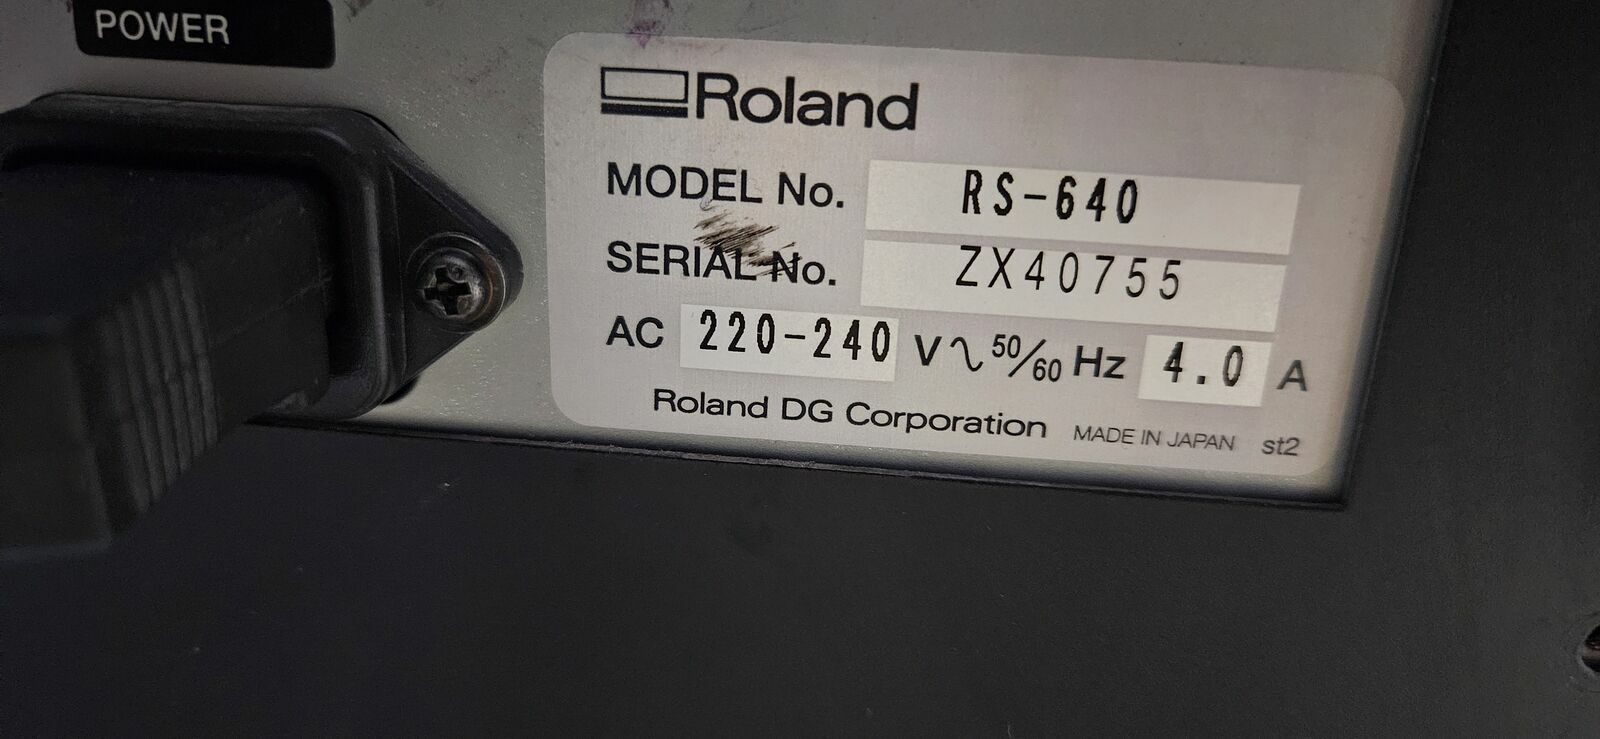 POWER
Roland
MODEL No. RS-640
SERIAL No. ZX40755
AC 220-240 V∿ 50/60 Hz 4.0 A
Roland DG Corporation MADE IN JAPAN st2